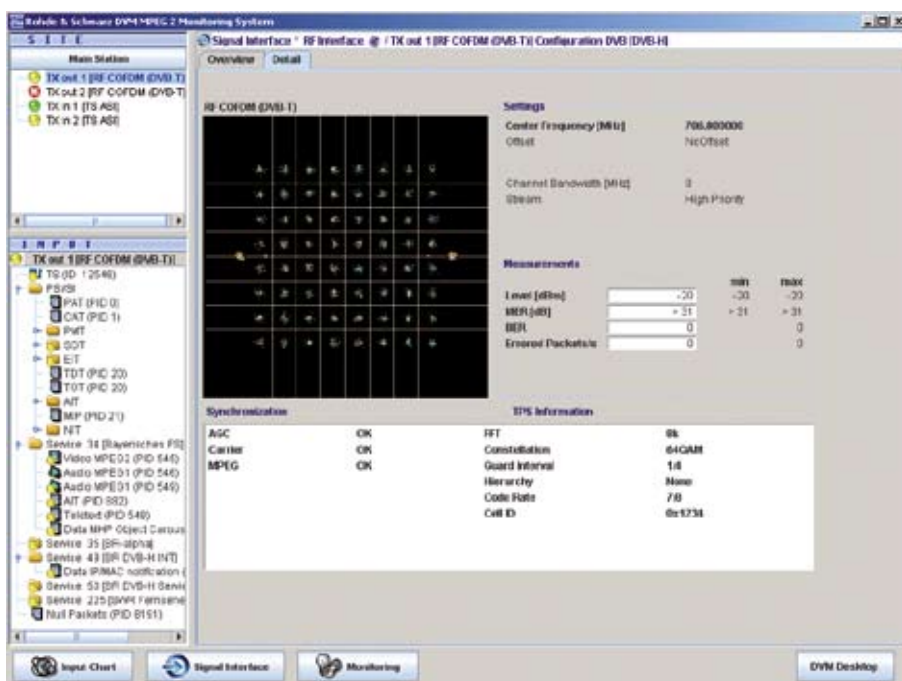 Rohde & Schwarz DVM MPEG 2 Monitoring System
SITE
Main Station
TX out 1 [RF COFDM (DVB-T)
TX out 2 [RF COFDM (DVB-T)
TX in 1 [TS ASI]
TX in 2 [TS ASI]
INPUT
TX out 1 [RF COFDM (DVB-T)]
TS (ID 12546)
PSI/SI
PAT (PID 0)
CAT (PID 1)
PMT
SDT
EIT
TDT (PID 20)
TOT (PID 20)
AIT
MIP (PID 21)
NIT
Service 34 [Bayerisches FS]
Video MPEG2 (PID 545)
Audio MPEG1 (PID 546)
Audio MPEG1 (PID 549)
AIT (PID 882)
Teletext (PID 548)
Data MHP Object Carous
Service 35 [BR-alpha]
Service 43 [BR DVB-H INT]
Data IP/MAC notification (
Service 53 [BR DVB-H Servi
Service 225 [SWR Fernsehe
Null Packets (PID 8191)
Signal Interface * RF Interface @ / TX out 1 [RF COFDM (DVB-T)] Configuration DVB [DVB-H]
Overview Detail
RF COFDM (DVB-T)
Settings
Center Frequency [MHz] 706.000000
Offset No Offset
Channel Bandwidth [MHz] 8
Stream High Priority
Measurements
min max
Level [dBm] -20 -20 -20
MER [dB] > 31 > 31 > 31
BER 0 0
Errored Packets/s 0 0
Synchronization
AGC OK
Carrier OK
MPEG OK
TPS Information
FFT 8k
Constellation 64QAM
Guard Interval 1/4
Hierarchy None
Code Rate 7/8
Cell ID 0x1234
Input Chart
Signal Interface
Monitoring
DVM Desktop